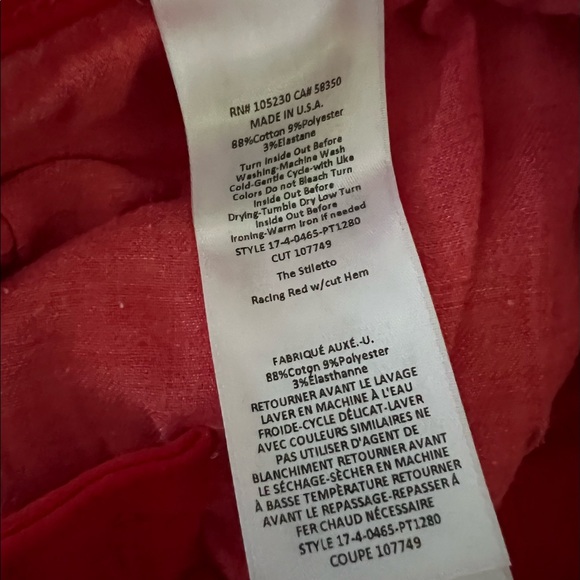 RN# 105230 CA# 58350
MADE IN U.S.A.
88%Cotton 9%Polyester
3%Elastane
Turn Inside Out Before
Washing-Machine Wash
Cold-Gentle Cycle-with Like
Colors Do not Bleach Turn
Inside Out Before
Drying-Tumble Dry Low Turn
Inside Out Before
Ironing-Warm Iron if needed
STYLE 17-4-0465-PT1280
CUT 107749
The Stiletto
Racing Red w/cut Hem
FABRIQUÉ AUXÉ.-U.
88%Cotgn 9%Polyester
3%Élasthanne
RETOURNER AVANT LE LAVAGE
LAVER EN MACHINE À L'EAU
FROIDE-CYCLE DÉLICAT-LAVER
AVEC COULEURS SIMILAIRES NE
PAS UTILISER D'AGENT DE
BLANCHIMENT RETOURNER AVANT
LE SÉCHAGE-SÈCHER EN MACHINE
À BASSE TEMPÈRATURE RETOURNER
AVANT LE REPASSAGE-REPASSER À
FER CHAUD NÉCESSAIRE
STYLE 17-4-0465-PT1280
COUPE 107749